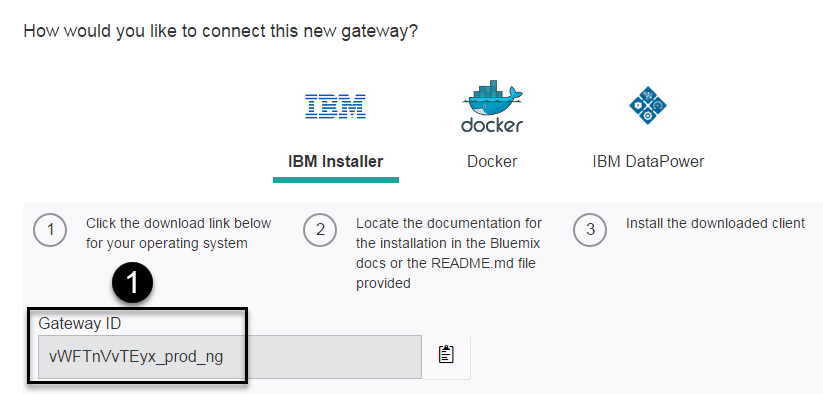 How would you like to connect this new gateway?
IBM
docker
IBM Installer
Docker
IBM DataPower
1
Click the download link below
for your operating system
2
Locate the documentation for
the installation in the Bluemix
docs or the README.md file
provided
3
Install the downloaded client
1
Gateway ID
vWFTnVvTEyx_prod_ng